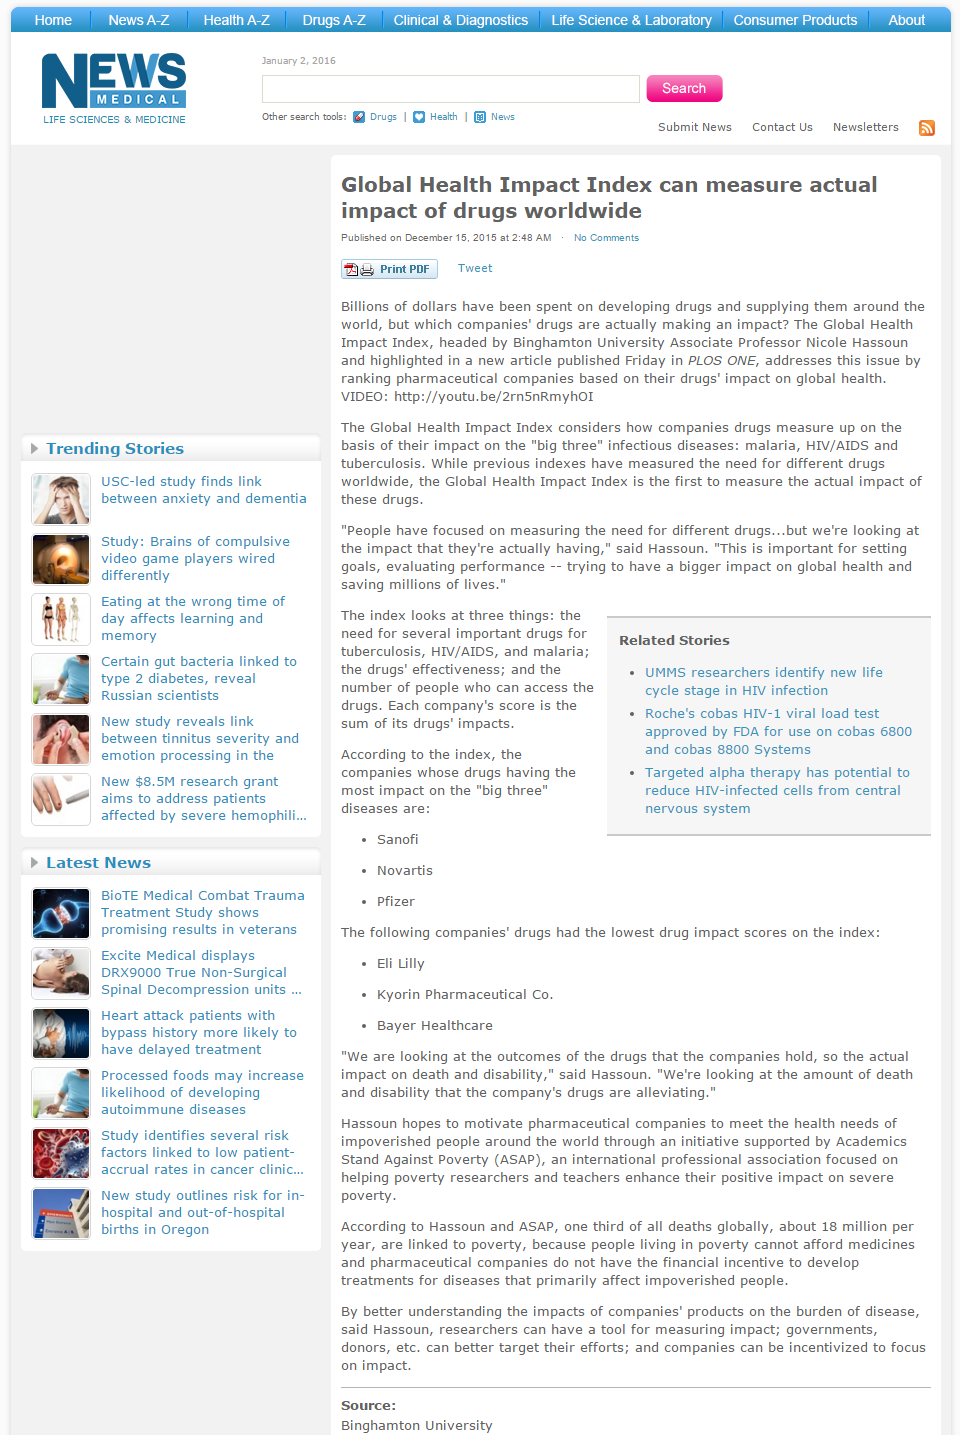 Home
News A-Z
Health A-Z
Drugs A-Z
Clinical & Diagnostics
Life Science & Laboratory
Consumer Products
About
NEWS
MEDICAL
LIFE SCIENCES & MEDICINE
January 2, 2016
Search
Other search tools: Drugs | Health | News
Submit News
Contact Us
Newsletters
Trending Stories
USC-led study finds link
between anxiety and dementia
Study: Brains of compulsive
video game players wired
differently
Eating at the wrong time of
day affects learning and
memory
Certain gut bacteria linked to
type 2 diabetes, reveal
Russian scientists
New study reveals link
between tinnitus severity and
emotion processing in the
New $8.5M research grant
aims to address patients
affected by severe hemophili...
Latest News
BioTE Medical Combat Trauma
Treatment Study shows
promising results in veterans
Excite Medical displays
DRX9000 True Non-Surgical
Spinal Decompression units ...
Heart attack patients with
bypass history more likely to
have delayed treatment
Processed foods may increase
likelihood of developing
autoimmune diseases
Study identifies several risk
factors linked to low patient-
accrual rates in cancer clinic...
New study outlines risk for in-
hospital and out-of-hospital
births in Oregon
Global Health Impact Index can measure actual
impact of drugs worldwide
Published on December 15, 2015 at 2:48 AM · No Comments
Print PDF
Tweet
Billions of dollars have been spent on developing drugs and supplying them around the
world, but which companies' drugs are actually making an impact? The Global Health
Impact Index, headed by Binghamton University Associate Professor Nicole Hassoun
and highlighted in a new article published Friday in PLOS ONE, addresses this issue by
ranking pharmaceutical companies based on their drugs' impact on global health.
VIDEO: http://youtu.be/2rn5nRmyhOI
The Global Health Impact Index considers how companies drugs measure up on the
basis of their impact on the "big three" infectious diseases: malaria, HIV/AIDS and
tuberculosis. While previous indexes have measured the need for different drugs
worldwide, the Global Health Impact Index is the first to measure the actual impact of
these drugs.
"People have focused on measuring the need for different drugs...but we're looking at
the impact that they're actually having," said Hassoun. "This is important for setting
goals, evaluating performance -- trying to have a bigger impact on global health and
saving millions of lives."
The index looks at three things: the
need for several important drugs for
tuberculosis, HIV/AIDS, and malaria;
the drugs' effectiveness; and the
number of people who can access the
drugs. Each company's score is the
sum of its drugs' impacts.
According to the index, the
companies whose drugs having the
most impact on the "big three"
diseases are:
Related Stories
• UMMS researchers identify new life
cycle stage in HIV infection
• Roche's cobas HIV-1 viral load test
approved by FDA for use on cobas 6800
and cobas 8800 Systems
• Targeted alpha therapy has potential to
reduce HIV-infected cells from central
nervous system
• Sanofi
• Novartis
• Pfizer
The following companies' drugs had the lowest drug impact scores on the index:
• Eli Lilly
• Kyorin Pharmaceutical Co.
• Bayer Healthcare
"We are looking at the outcomes of the drugs that the companies hold, so the actual
impact on death and disability," said Hassoun. "We're looking at the amount of death
and disability that the company's drugs are alleviating."
Hassoun hopes to motivate pharmaceutical companies to meet the health needs of
impoverished people around the world through an initiative supported by Academics
Stand Against Poverty (ASAP), an international professional association focused on
helping poverty researchers and teachers enhance their positive impact on severe
poverty.
According to Hassoun and ASAP, one third of all deaths globally, about 18 million per
year, are linked to poverty, because people living in poverty cannot afford medicines
and pharmaceutical companies do not have the financial incentive to develop
treatments for diseases that primarily affect impoverished people.
By better understanding the impacts of companies' products on the burden of disease,
said Hassoun, researchers can have a tool for measuring impact; governments,
donors, etc. can better target their efforts; and companies can be incentivized to focus
on impact.
Source:
Binghamton University